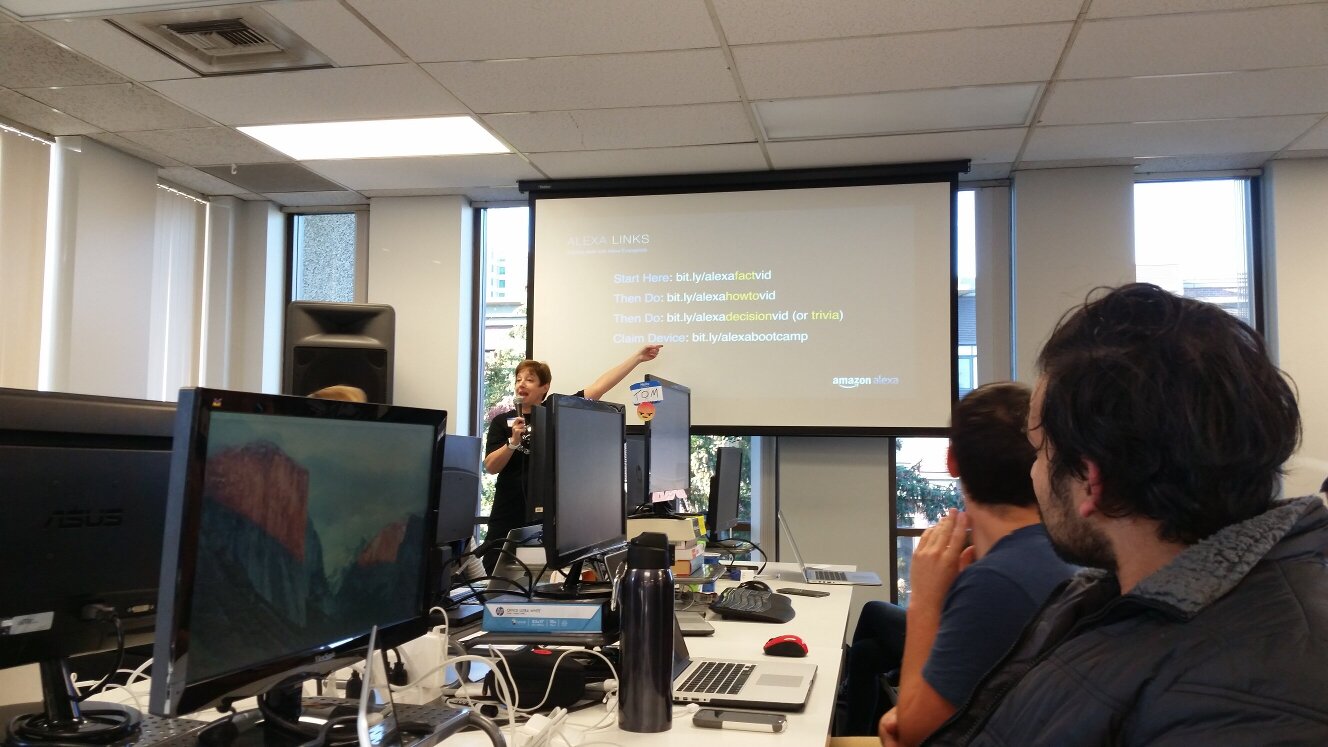 ALEXA LINKS
Start Here: bit.ly/alexafactvid
Then Do: bit.ly/alexahowtovid
Then Do: bit.ly/alexadecisionvid (or trivia)
Claim Device: bit.ly/alexabootcamp
amazon alexa
TOM
ASUS
hp